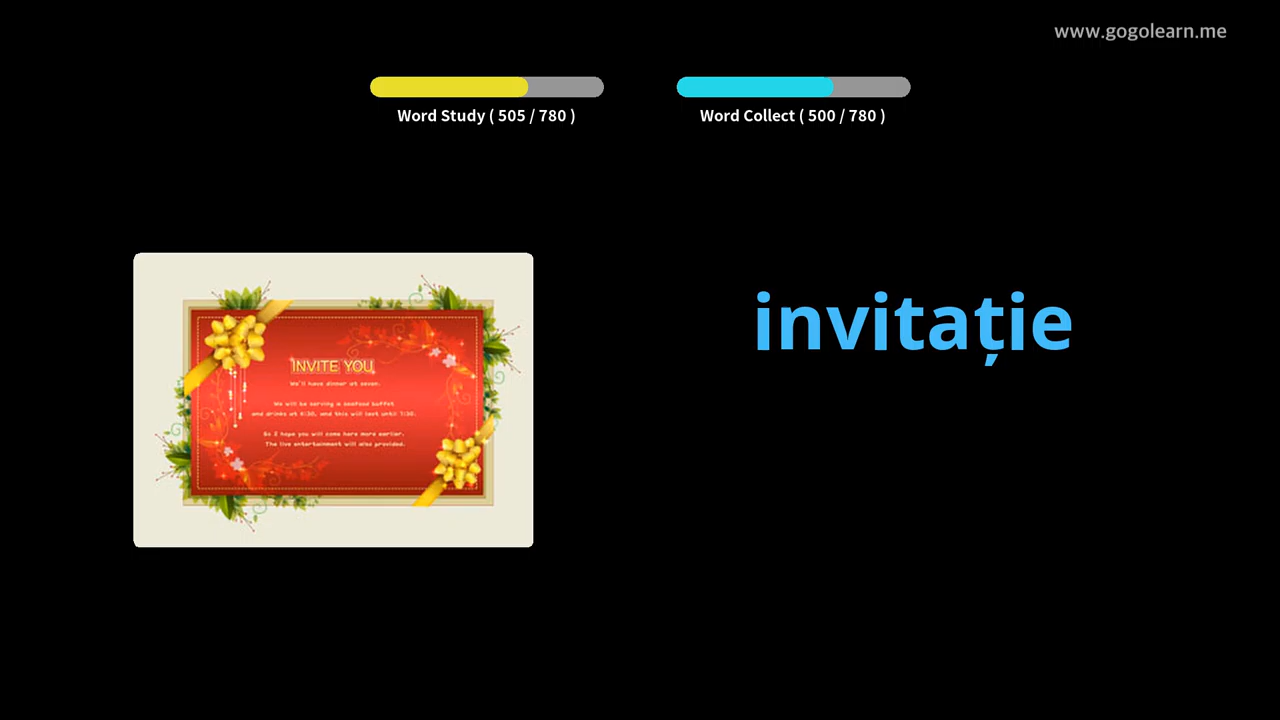 www.gogolearn.me
Word Study ( 505 / 780 )
Word Collect ( 500 / 780 )
invitație
INVITE YOU
We'll have dinner at seven.
We will be serving a seafood buffet
and drinks at 6:30, and this will last until 7:30.
So I hope you will come here more earlier.
The live entertainment will also provided.